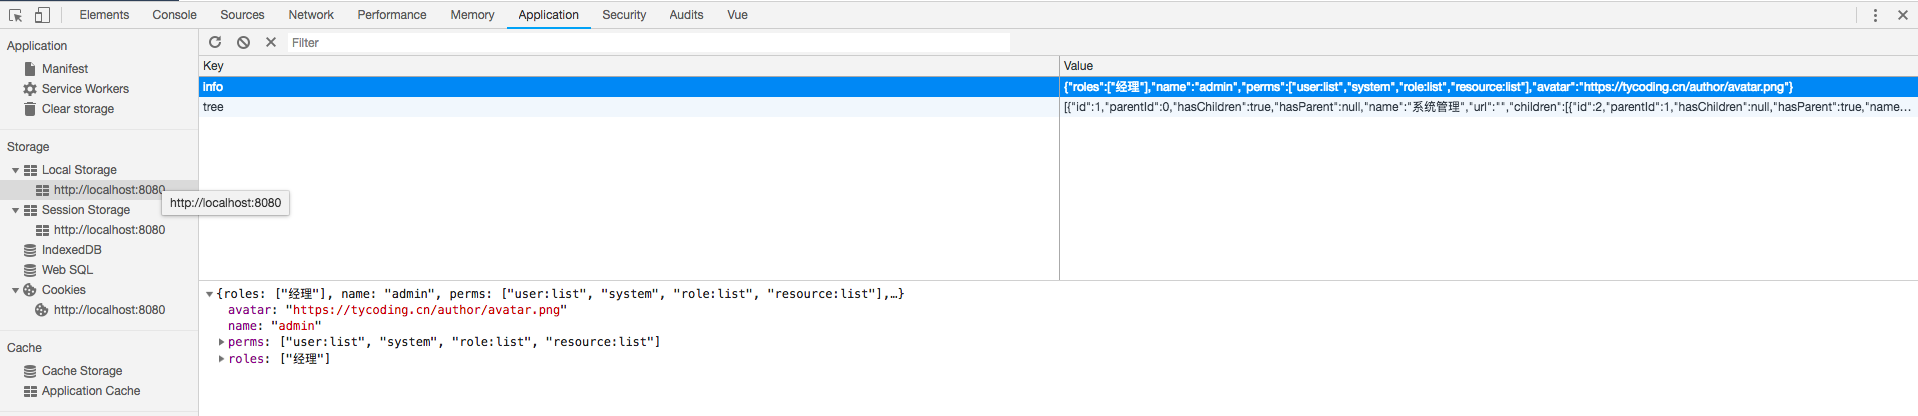 Elements Console Sources Network Performance Memory Application Security Audits Vue
Application
Manifest
Service Workers
Clear storage
Storage
Local Storage
http://localhost:8080
http://localhost:8080
Session Storage
http://localhost:8080
IndexedDB
Web SQL
Cookies
http://localhost:8080
Cache
Cache Storage
Application Cache
Filter
Key Value
info {"roles":["经理"],"name":"admin","perms":["user:list","system","role:list","resource:list"],"avatar":"https://tycoding.cn/author/avatar.png"}
tree [{"id":1,"parentId":0,"hasChildren":true,"hasParent":null,"name":"系统管理","url":"","children":[{"id":2,"parentId":1,"hasChildren":null,"hasParent":true,"name…
{roles: ["经理"], name: "admin", perms: ["user:list", "system", "role:list", "resource:list"],…}
avatar: "https://tycoding.cn/author/avatar.png"
name: "admin"
perms: ["user:list", "system", "role:list", "resource:list"]
roles: ["经理"]